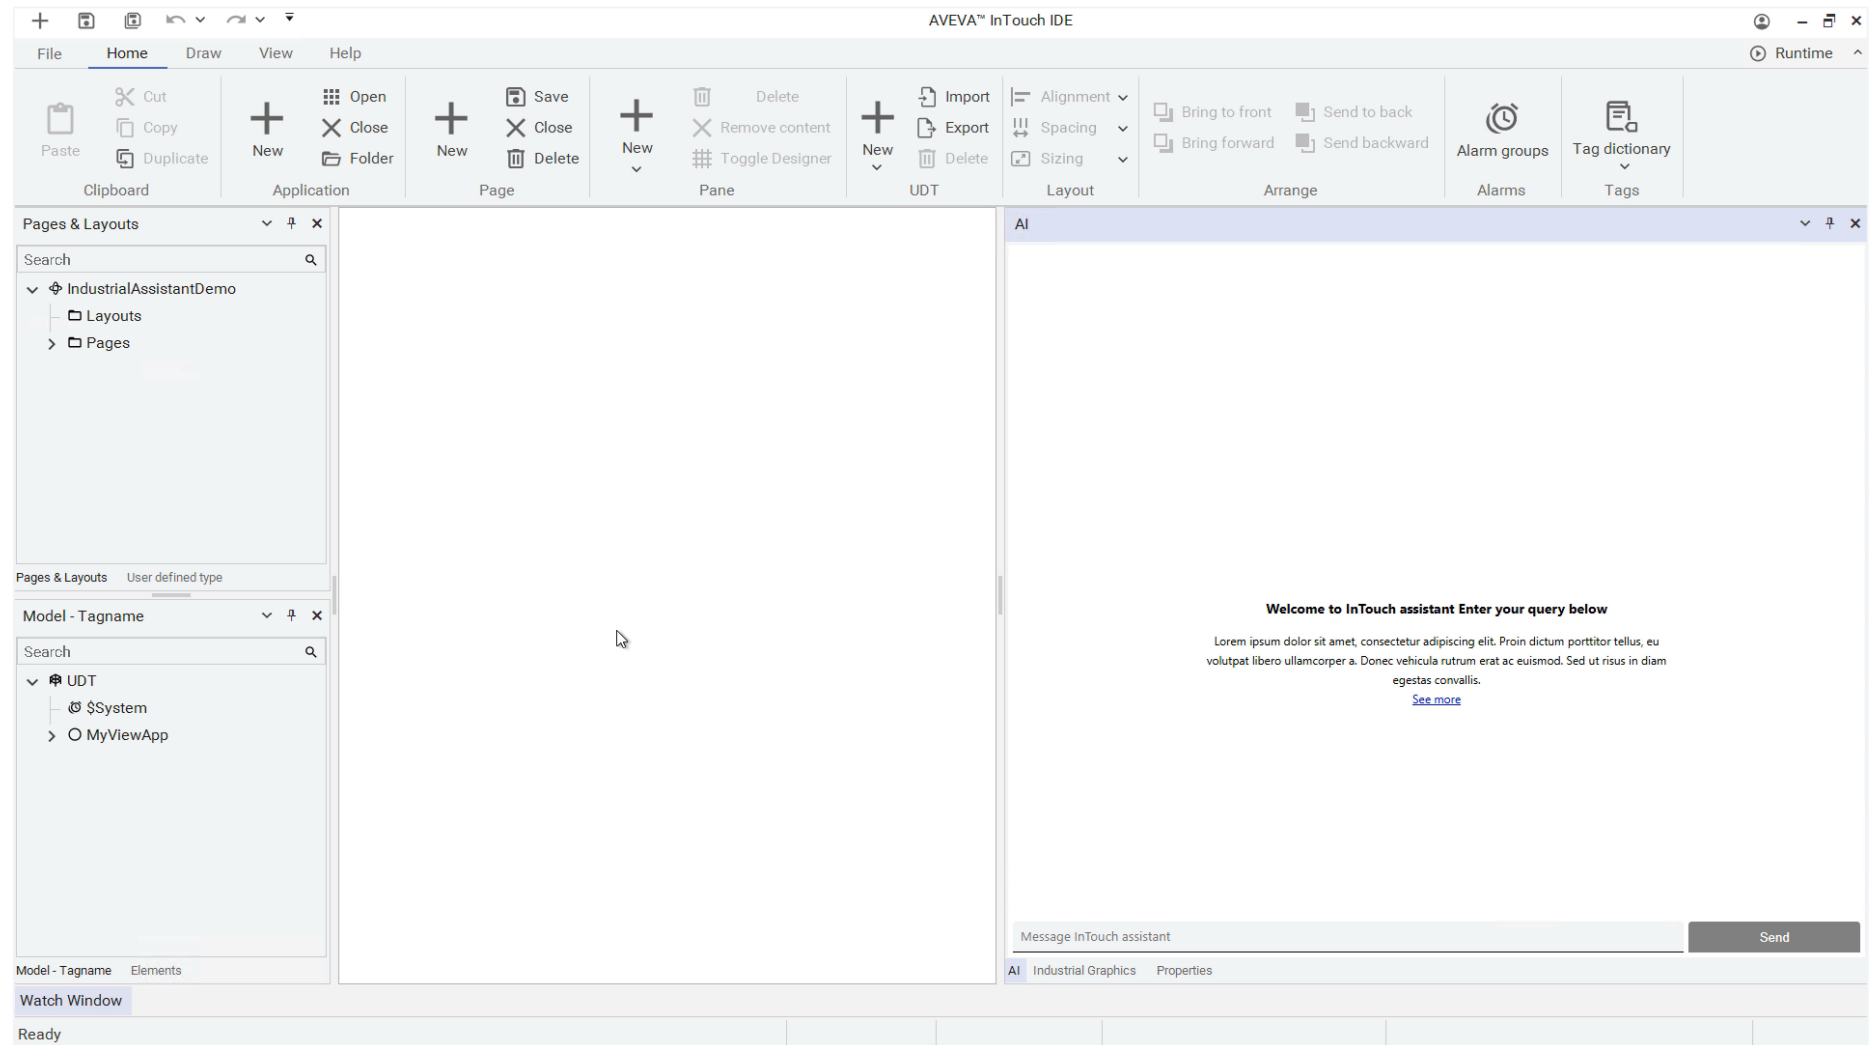 AVEVA™ InTouch IDE
File Home Draw View Help Runtime
Paste
Cut
Copy
Duplicate
Clipboard
New
Open
Close
Folder
Application
New
Save
Close
Delete
Page
New
Delete
Remove content
Toggle Designer
Pane
New
Import
Export
Delete
UDT
Alignment
Spacing
Sizing
Layout
Bring to front
Bring forward
Send to back
Send backward
Arrange
Alarm groups
Alarms
Tag dictionary
Tags
Pages & Layouts
Search
IndustrialAssistantDemo
Layouts
Pages
Pages & Layouts User defined type
Model - Tagname
Search
UDT
$System
MyViewApp
Model - Tagname Elements
AI
Welcome to InTouch assistant Enter your query below
Lorem ipsum dolor sit amet, consectetur adipiscing elit. Proin dictum porttitor tellus, eu
volutpat libero ullamcorper a. Donec vehicula rutrum erat ac euismod. Sed ut risus in diam
egestas convallis.
See more
Message InTouch assistant Send
AI Industrial Graphics Properties
Watch Window
Ready